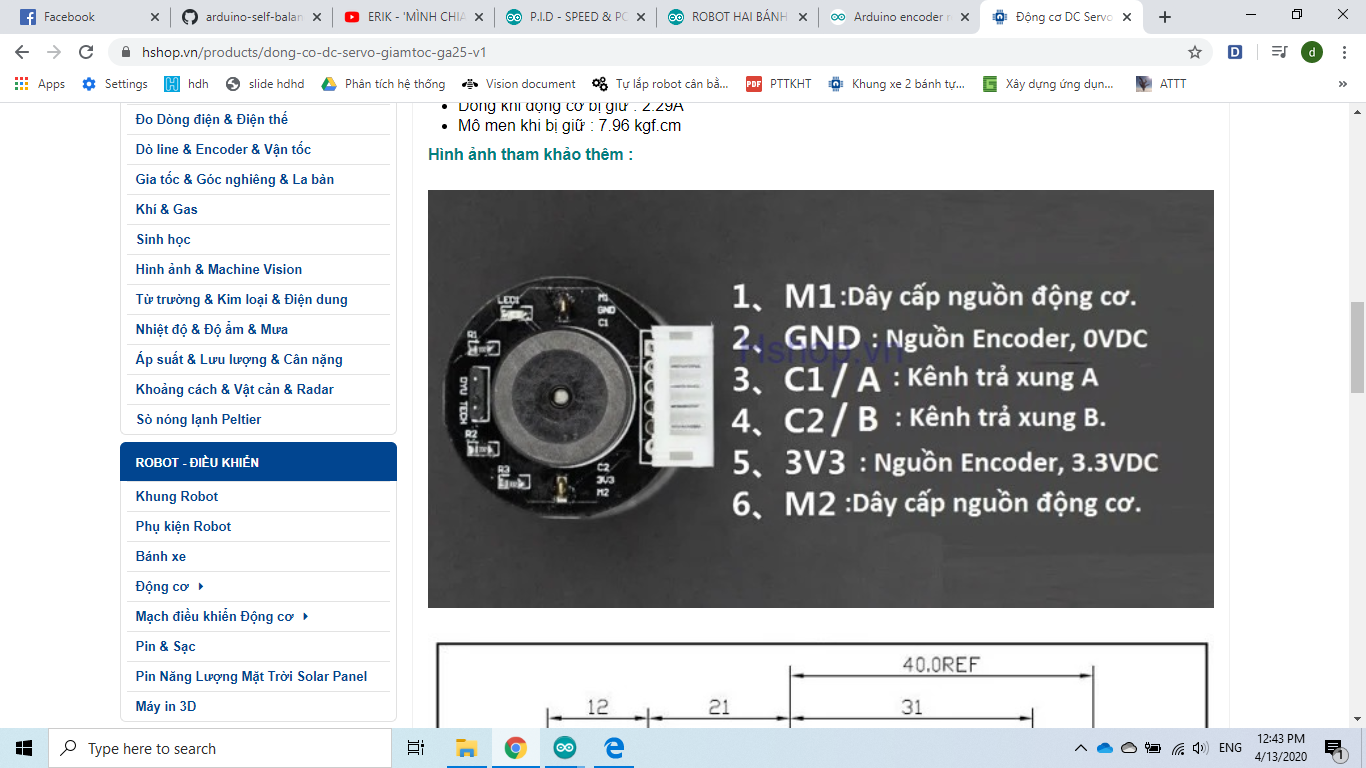 Facebook
arduino-self-balan
ERIK - 'MÌNH CHIA
P.I.D - SPEED & PC
ROBOT HAI BÁNH
Arduino encoder r
Động cơ DC Servo
hshop.vn/products/dong-co-dc-servo-giamtoc-ga25-v1
D
d
Apps
Settings
hdh
slide hdhd
Phân tích hệ thống
Vision document
Tự lắp robot cân bằ...
PTTKHT
Khung xe 2 bánh tự...
Xây dựng ứng dụn...
ATTT
»
Đo Dòng điện & Điện thế
Dò line & Encoder & Vận tốc
Gia tốc & Góc nghiêng & La bàn
Khí & Gas
Sinh học
Hình ảnh & Machine Vision
Từ trường & Kim loại & Điện dung
Nhiệt độ & Độ ẩm & Mưa
Áp suất & Lưu lượng & Cân nặng
Khoảng cách & Vật cản & Radar
Sò nóng lạnh Peltier
ROBOT - ĐIỀU KHIỂN
Khung Robot
Phụ kiện Robot
Bánh xe
Động cơ
Mạch điều khiển Động cơ
Pin & Sạc
Pin Năng Lượng Mặt Trời Solar Panel
Máy in 3D
Dòng khi động cơ bị giữ : 2.29A
Mô men khi bị giữ : 7.96 kgf.cm
Hình ảnh tham khảo thêm :
LED1
M1
GND
C1
R1
DYU TECH
R2
R3
C2
3V3
M2
1、 M1 :Dây cấp nguồn động cơ.
2、 GND : Nguồn Encoder, 0VDC
Hshop.vn
3、 C1 / A : Kênh trả xung A
4、 C2 / B : Kênh trả xung B.
5、 3V3 : Nguồn Encoder, 3.3VDC
6、 M2 :Dây cấp nguồn động cơ.
40.0REF
12
21
31
Type here to search
ENG
12:43 PM
4/13/2020
1